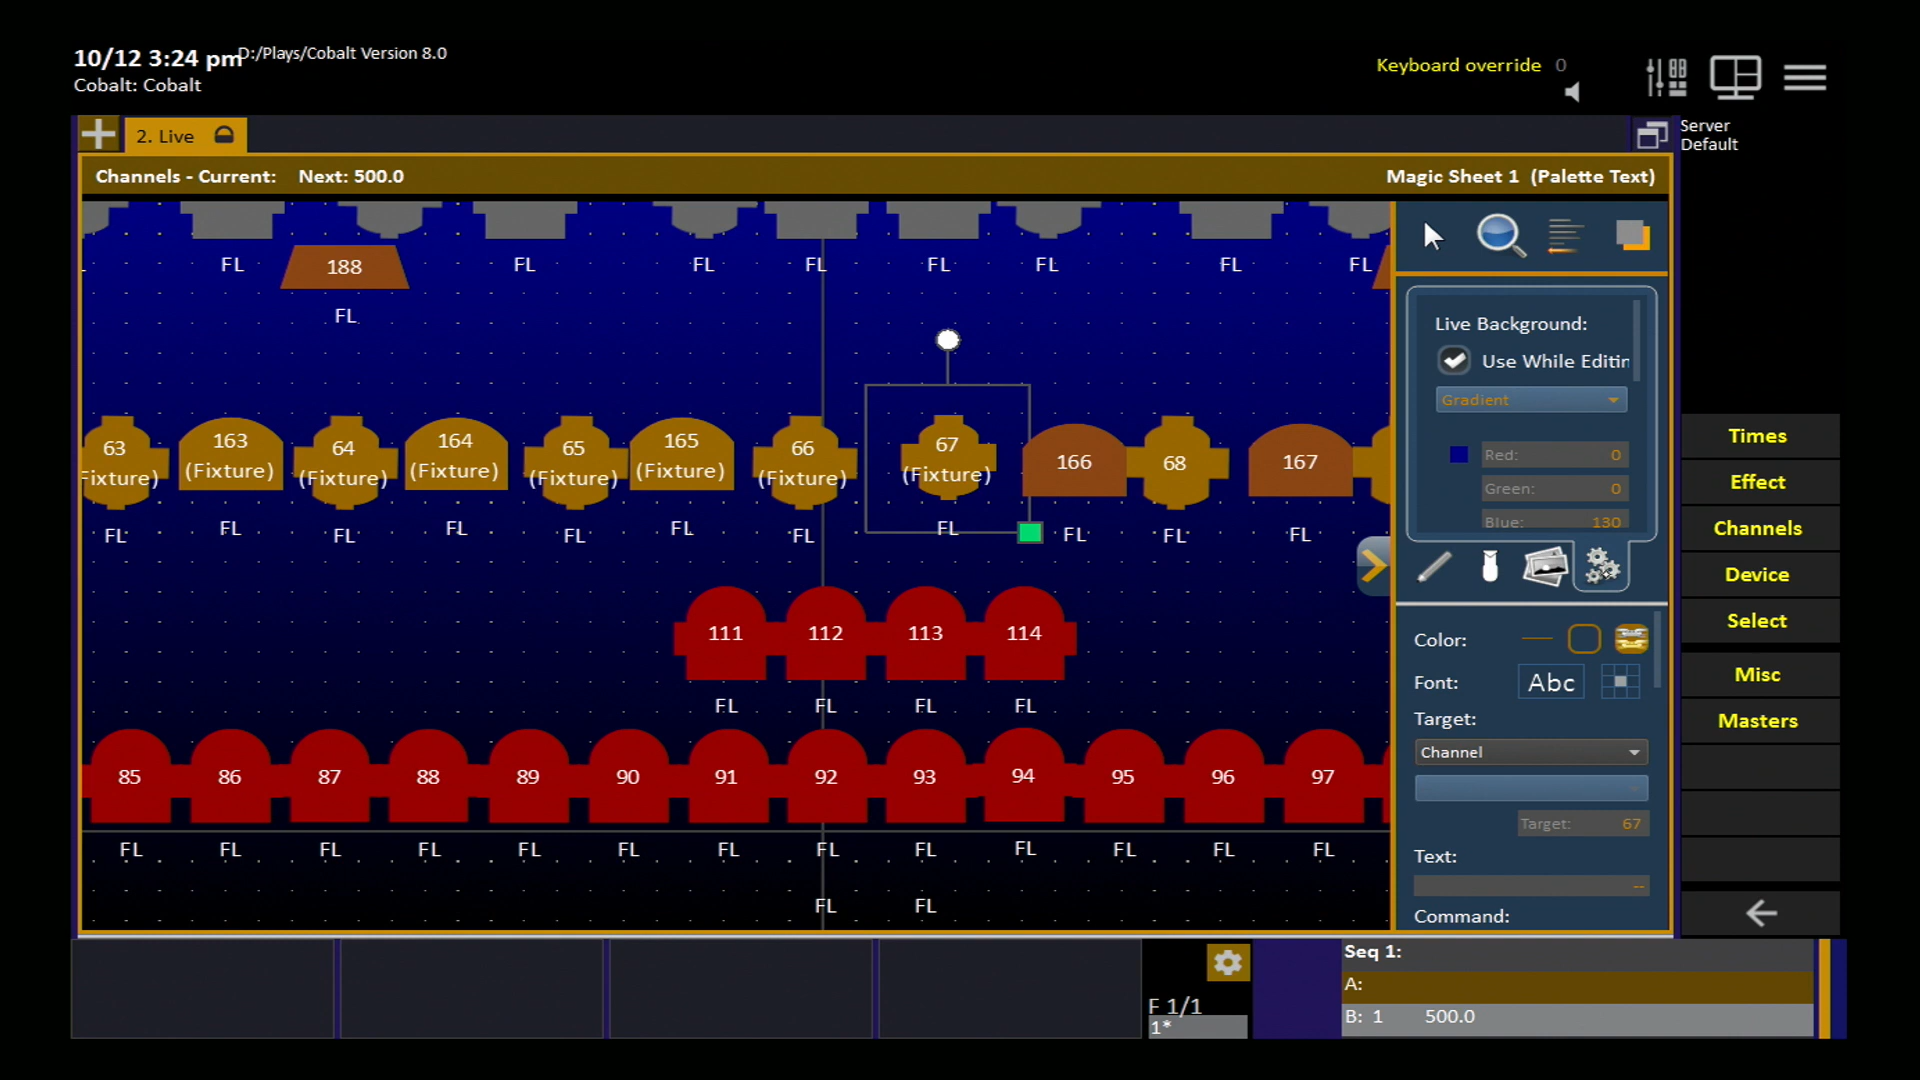 10/12 3:24 pm
D:/Plays/Cobalt Version 8.0
Cobalt: Cobalt
Keyboard override 0
Server
Default
2. Live
Channels - Current: Next: 500.0
Magic Sheet 1 (Palette Text)
FL 188 FL FL FL FL FL FL FL
FL
63 163 64 164 65 165 66 67 166 68 167
(Fixture) (Fixture) (Fixture) (Fixture) (Fixture) (Fixture) (Fixture)
FL FL FL FL FL FL FL FL FL FL FL
111 112 113 114
FL FL FL FL
85 86 87 88 89 90 91 92 93 94 95 96 97
FL FL FL FL FL FL FL FL FL FL FL FL FL
FL FL
Live Background:
Use While Editin
Gradient
Red: 0
Green: 0
Blue: 130
Color:
Font: Abc
Target:
Channel
Target: 67
Text:
--
Command:
Times
Effect
Channels
Device
Select
Misc
Masters
F 1/1
1*
Seq 1:
A:
B: 1 500.0